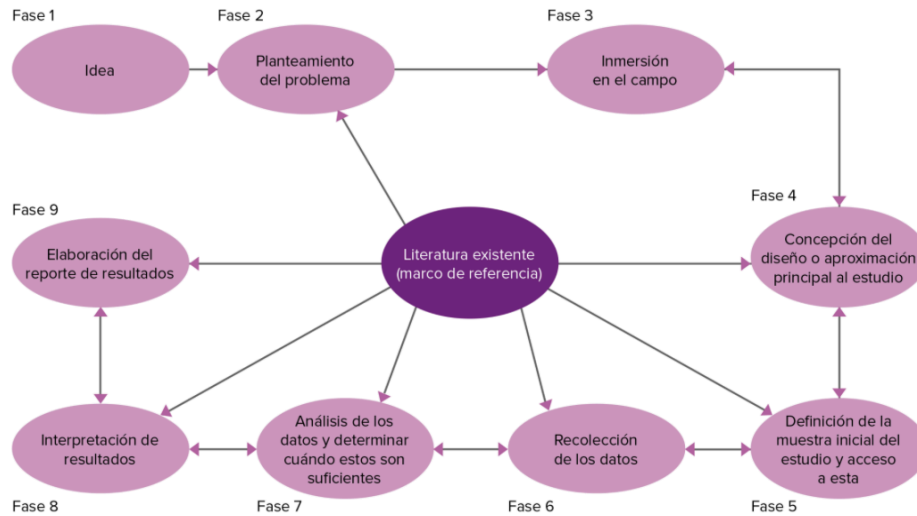 Fase 1
Idea
Fase 2
Planteamiento
del problema
Fase 3
Inmersión
en el campo
Fase 4
Concepción del
diseño o aproximación
principal al estudio
Fase 9
Elaboración del
reporte de resultados
Literatura existente
(marco de referencia)
Interpretación de
resultados
Fase 8
Análisis de los
datos y determinar
cuándo estos son
suficientes
Fase 7
Recolección
de los datos
Fase 6
Definición de la
muestra inicial del
estudio y acceso
a esta
Fase 5